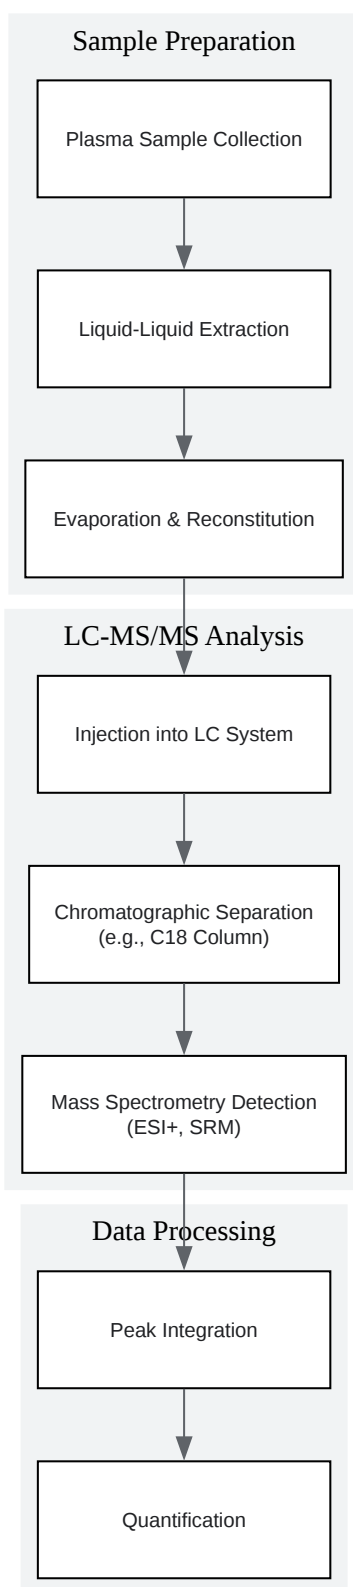 Sample Preparation
Plasma Sample Collection
Liquid-Liquid Extraction
Evaporation & Reconstitution
LC-MS/MS Analysis
Injection into LC System
Chromatographic Separation
(e.g., C18 Column)
Mass Spectrometry Detection
(ESI+, SRM)
Data Processing
Peak Integration
Quantification